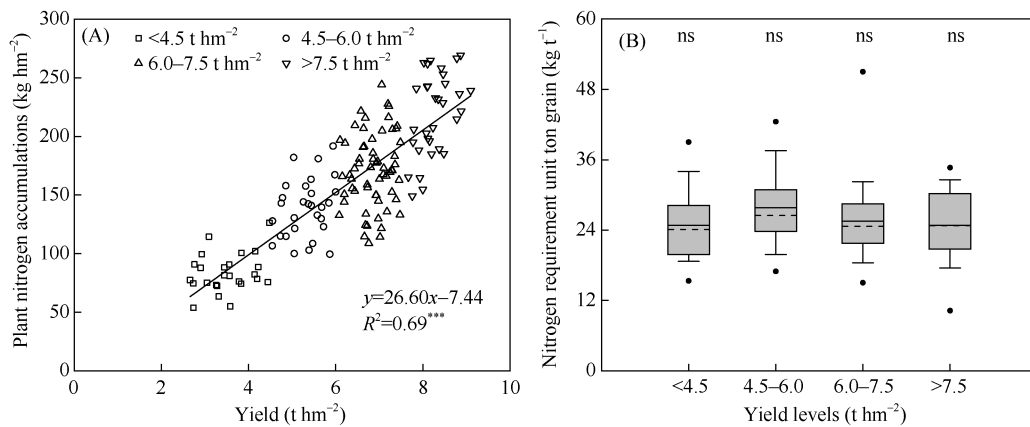 (A)
□ <4.5 t hm⁻² ○ 4.5–6.0 t hm⁻²
△ 6.0–7.5 t hm⁻² ▽ >7.5 t hm⁻²
300
250
200
150
100
50
0
Plant nitrogen accumulations (kg hm⁻²)
y=26.60x–7.44
R²=0.69***
0 2 4 6 8 10
Yield (t hm⁻²)
(B)
ns ns ns ns
60
48
36
24
12
0
Nitrogen requirement unit ton grain (kg t⁻¹)
<4.5 4.5–6.0 6.0–7.5 >7.5
Yield levels (t hm⁻²)